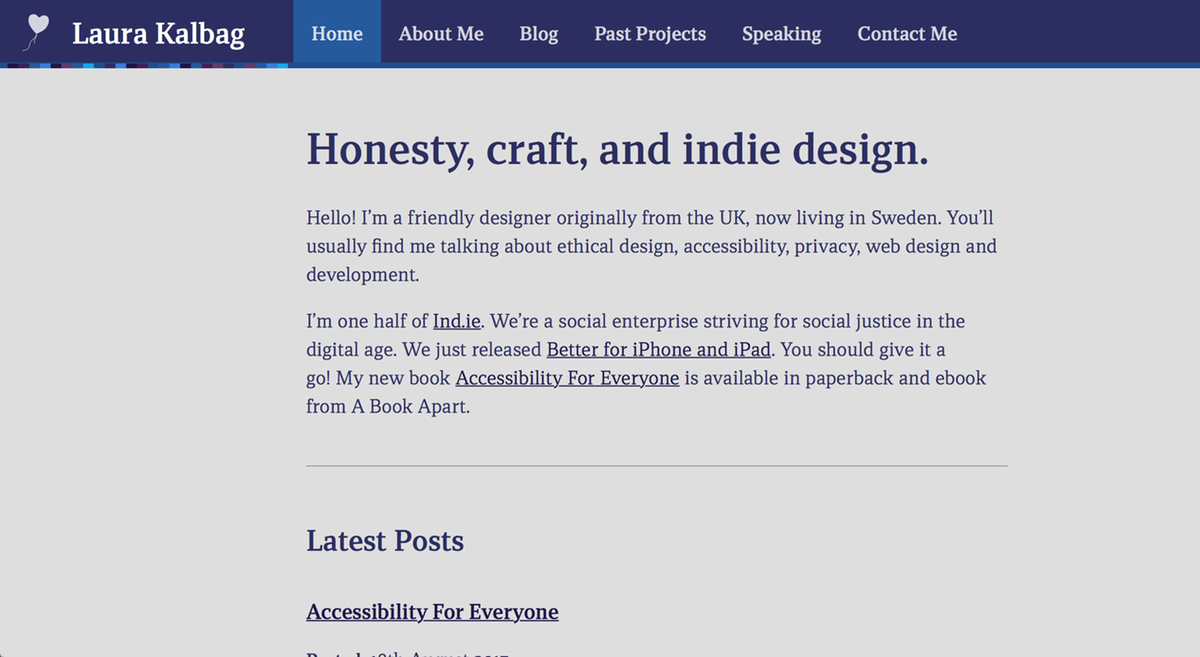 Laura Kalbag
Home About Me Blog Past Projects Speaking Contact Me
Honesty, craft, and indie design.
Hello! I’m a friendly designer originally from the UK, now living in Sweden. You’ll
usually find me talking about ethical design, accessibility, privacy, web design and
development.
I’m one half of Ind.ie. We’re a social enterprise striving for social justice in the
digital age. We just released Better for iPhone and iPad. You should give it a
go! My new book Accessibility For Everyone is available in paperback and ebook
from A Book Apart.
Latest Posts
Accessibility For Everyone